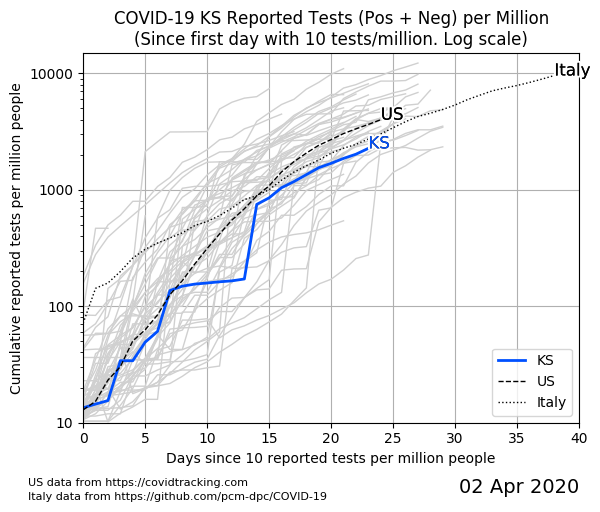 COVID-19 KS Reported Tests (Pos + Neg) per Million
(Since first day with 10 tests/million. Log scale)
Cumulative reported tests per million people
10000
1000
100
10
Italy
US
KS
KS
US
Italy
0 5 10 15 20 25 30 35 40
Days since 10 reported tests per million people
US data from https://covidtracking.com
Italy data from https://github.com/pcm-dpc/COVID-19
02 Apr 2020